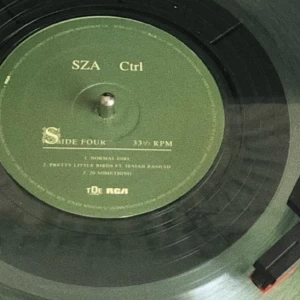 SZA Ctrl
SIDE FOUR 33⅓ RPM
1. NORMAL GIRL
2. PRETTY LITTLE BIRDS FT. ISAIAH RASHAD
3. 20 SOMETHING
TDE RCA